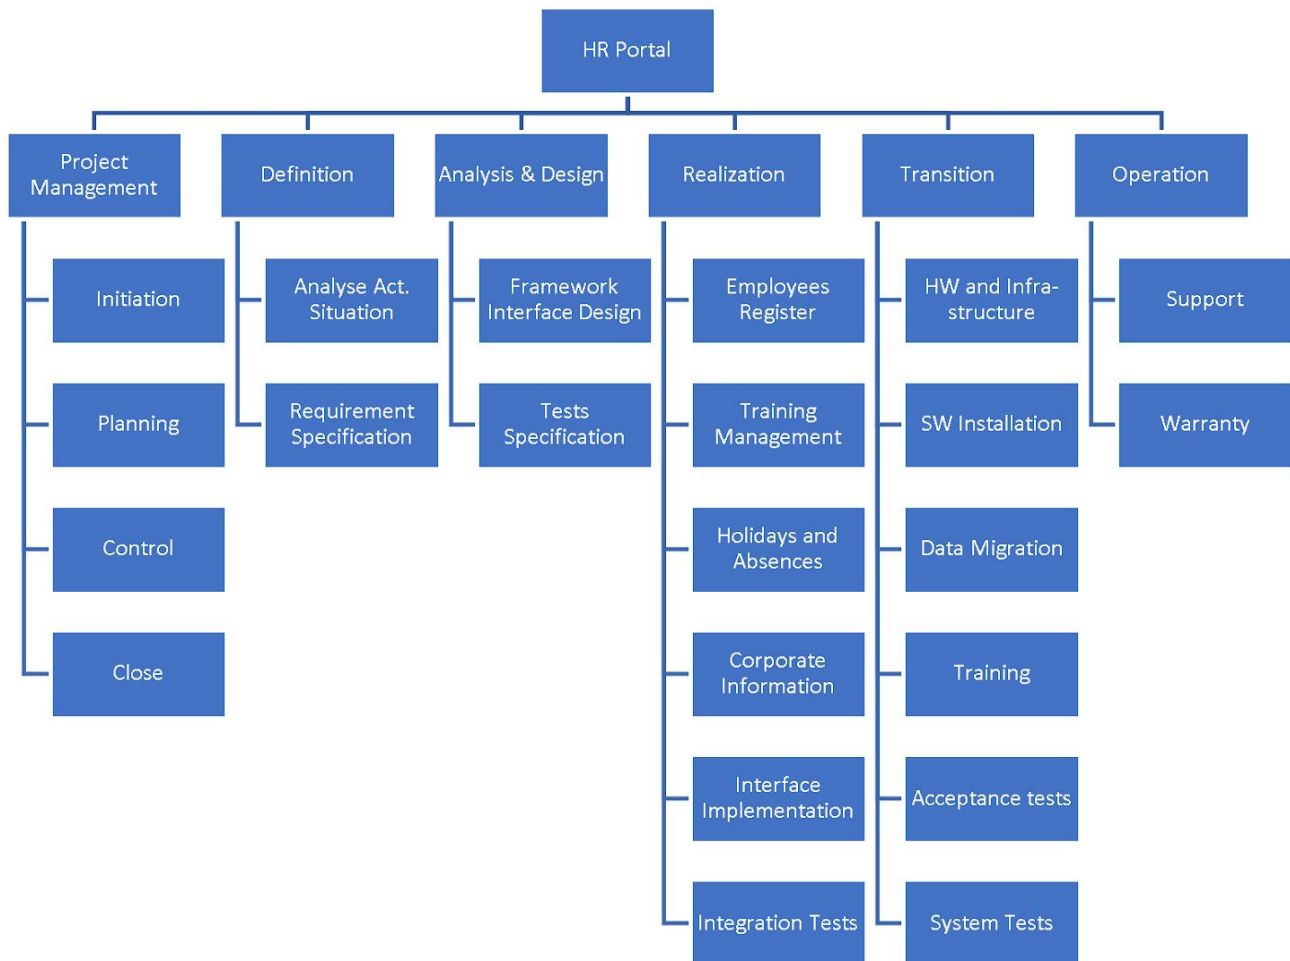 HR Portal
Project
Management
Definition
Analysis & Design
Realization
Transition
Operation
Initiation
Analyse Act.
Situation
Framework
Interface Design
Employees
Register
HW and Infra-
structure
Support
Planning
Requirement
Specification
Tests
Specification
Training
Management
SW Installation
Warranty
Control
Holidays and
Absences
Data Migration
Close
Corporate
Information
Training
Interface
Implementation
Acceptance tests
Integration Tests
System Tests